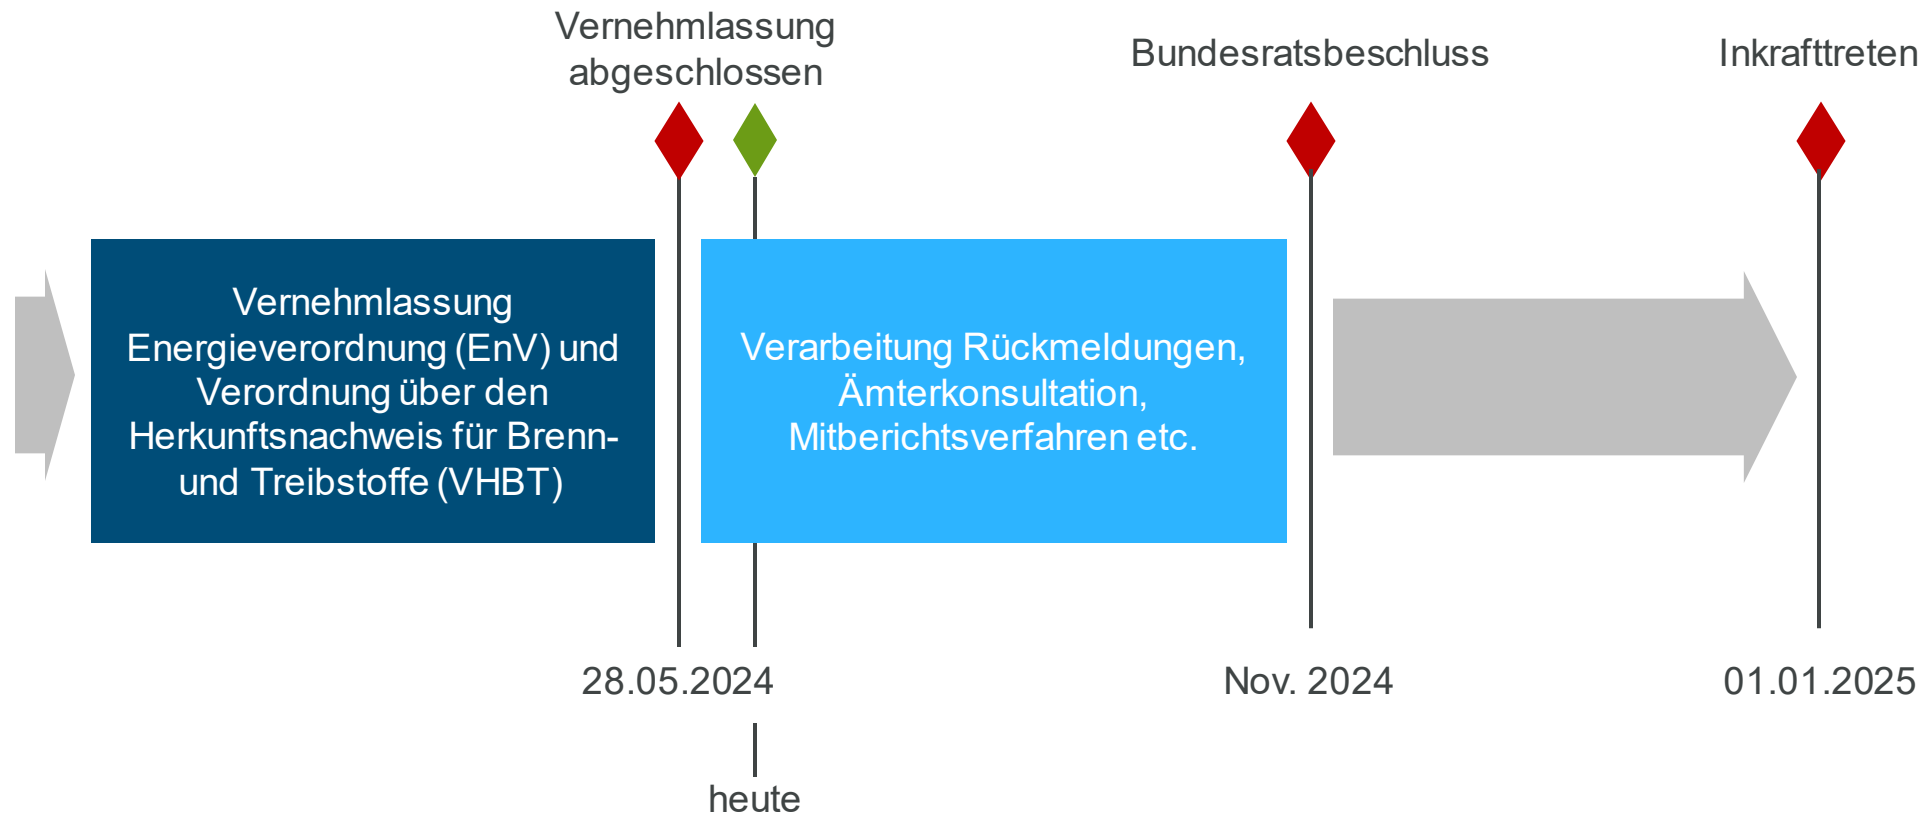 Vernehmlassung
abgeschlossen
Bundesratsbeschluss
Inkrafttreten
Vernehmlassung
Energieverordnung (EnV) und
Verordnung über den
Herkunftsnachweis für Brenn-
und Treibstoffe (VHBT)
Verarbeitung Rückmeldungen,
Ämterkonsultation,
Mitberichtsverfahren etc.
28.05.2024
Nov. 2024
01.01.2025
heute